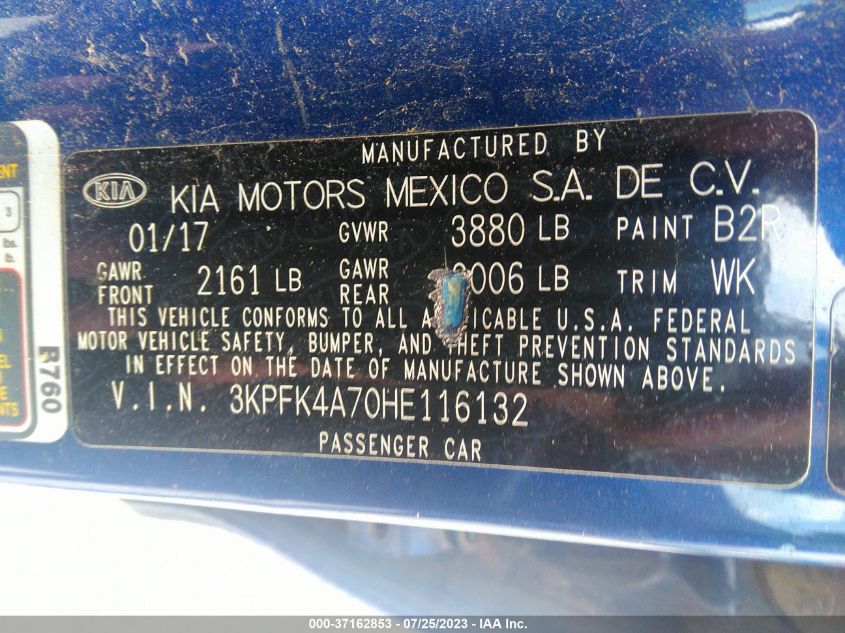 MANUFACTURED BY
KIA KIA MOTORS MEXICO S.A. DE C.V.
01/17 GVWR 3880 LB PAINT B2R
GAWR FRONT 2161 LB GAWR REAR LB TRIM WK
THIS VEHICLE CONFORMS TO ALL U.S.A. FEDERAL
MOTOR VEHICLE SAFETY, BUMPER, AND THEFT PREVENTION STANDARDS
IN EFFECT ON THE DATE OF MANUFACTURE SHOWN ABOVE.
V.I.N. 3KPFK4A70HE116132
PASSENGER CAR
3
lbs.
R760
000-37162853 - 07/25/2023 - IAA Inc.